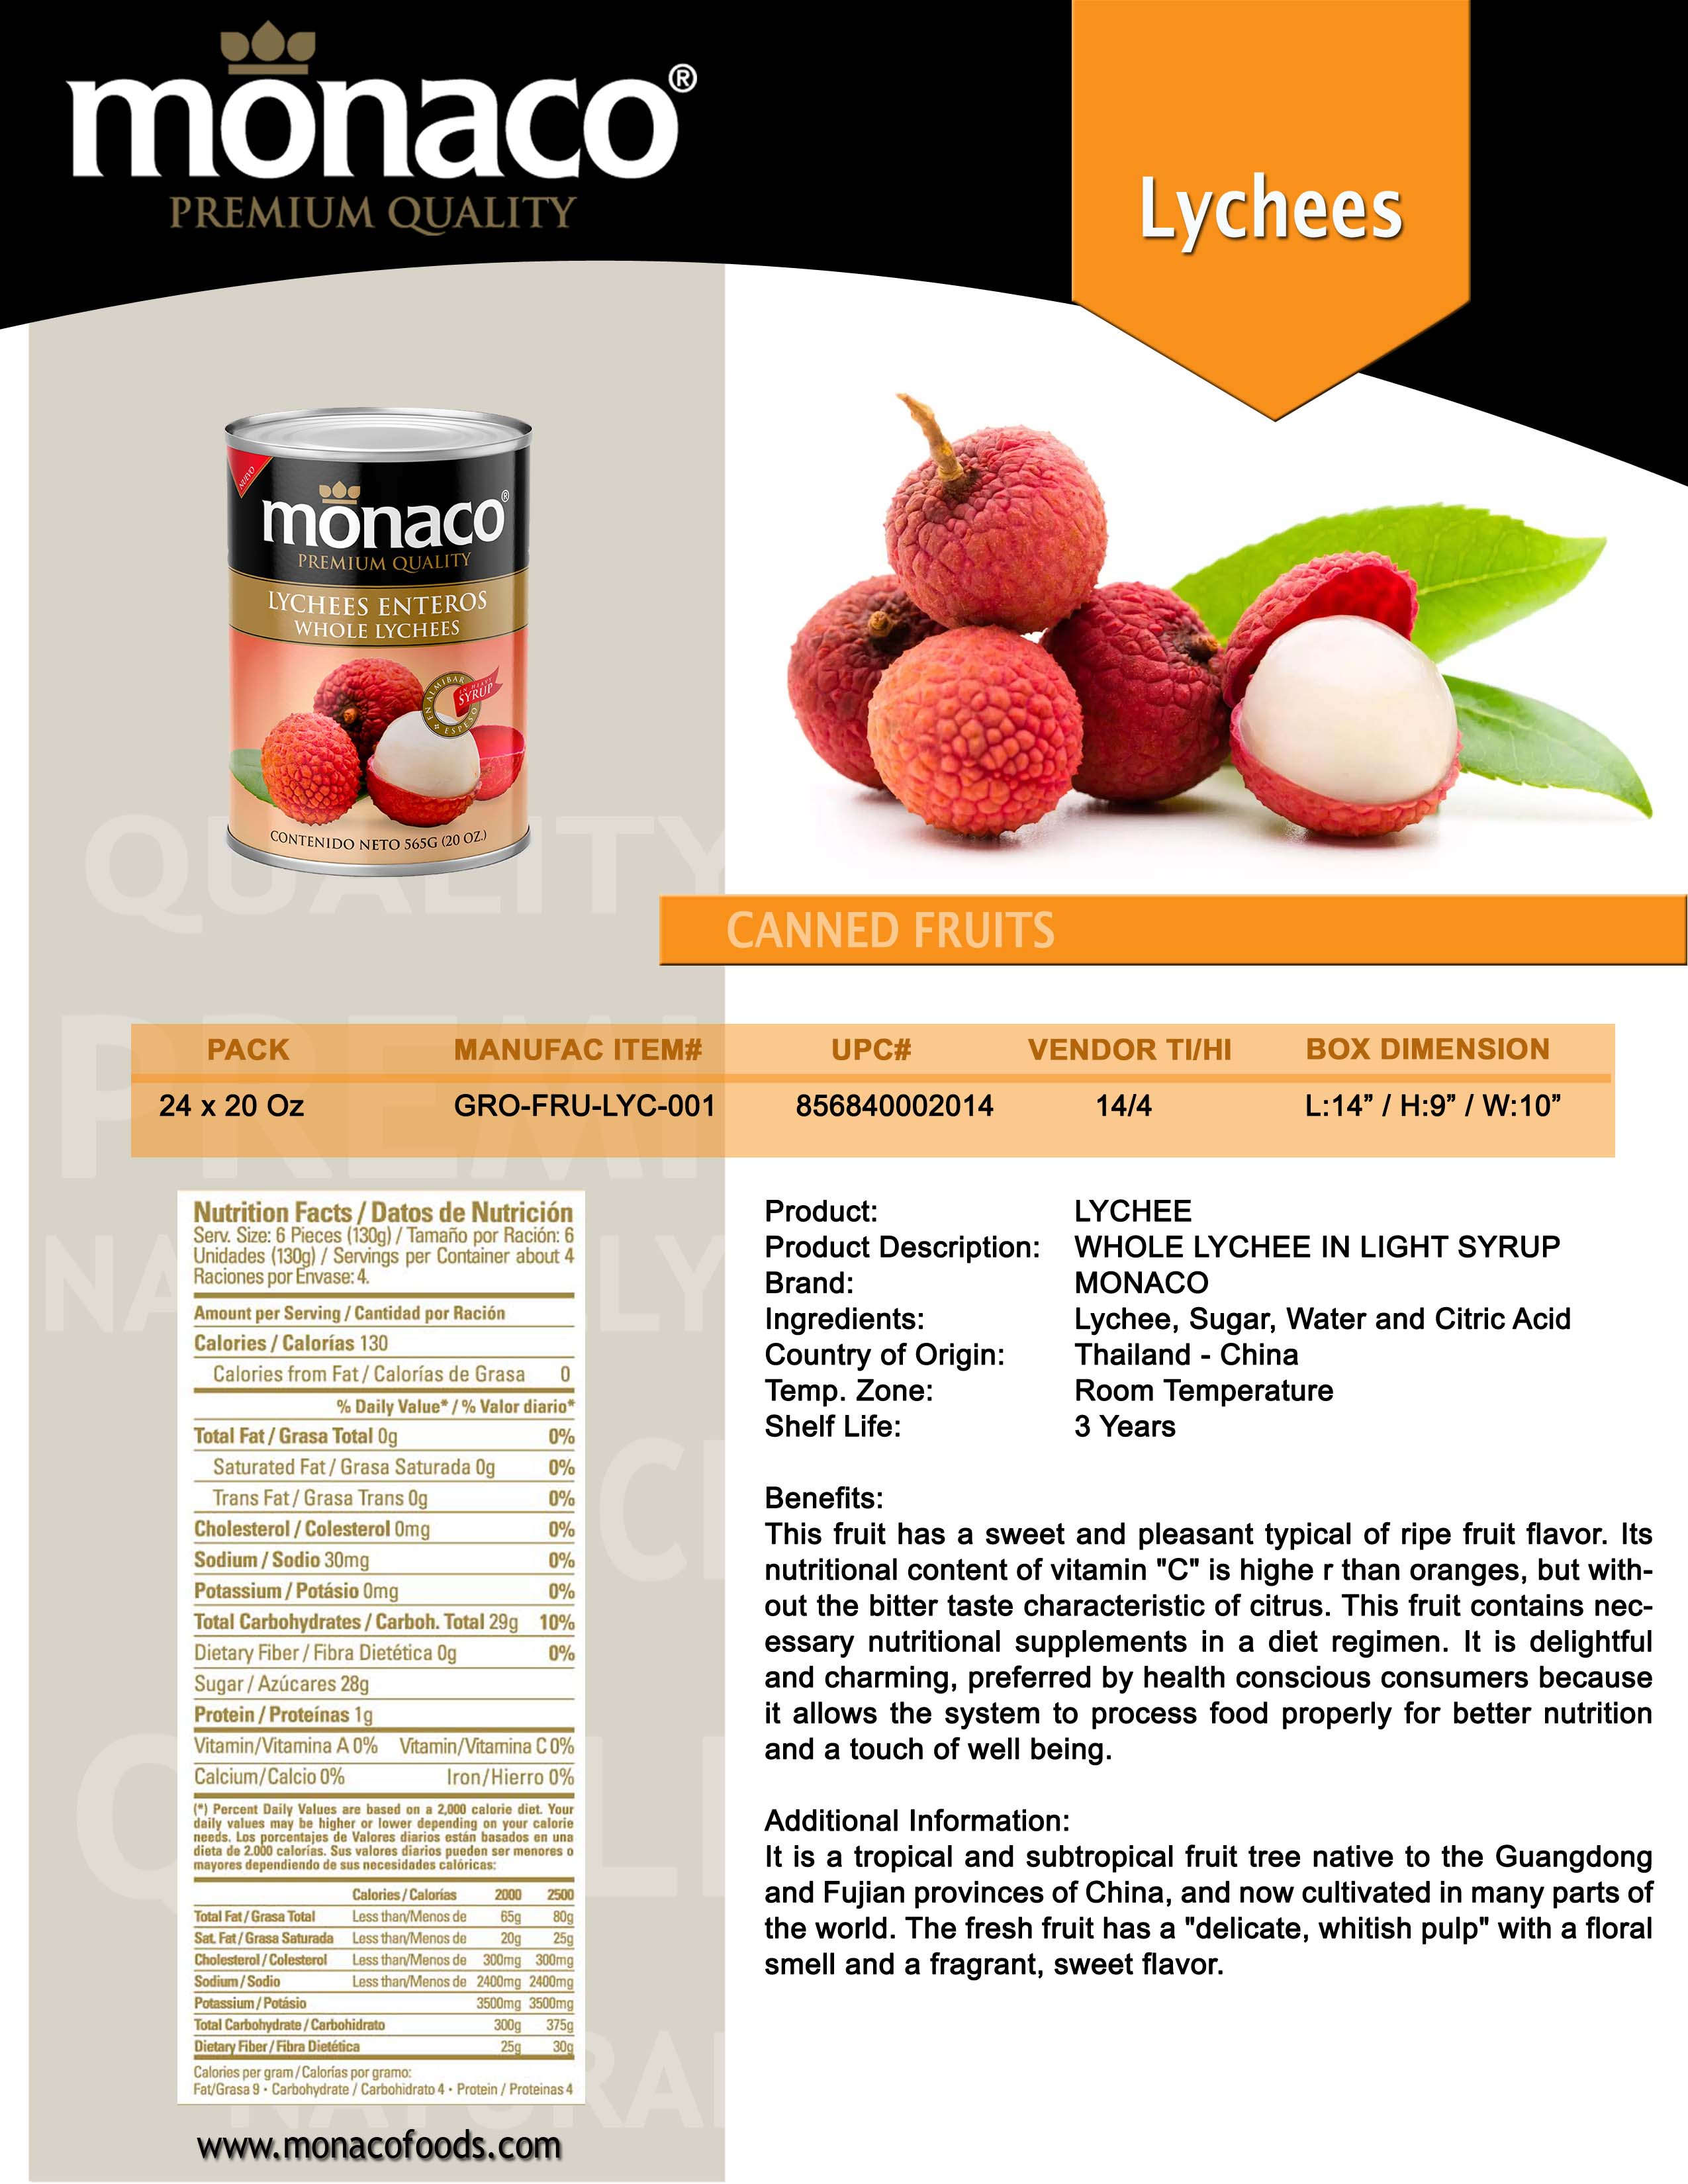 monaco®
PREMIUM QUALITY
Lychees
NUEVO
monaco®
PREMIUM QUALITY
LYCHEES ENTEROS
WHOLE LYCHEES
EN ALMIBAR
ESPESO
IN HEAVY
SYRUP
CONTENIDO NETO 565G (20 OZ.)
QUALITY
CANNED FRUITS
PREMI
PACK MANUFAC ITEM# UPC# VENDOR TI/HI BOX DIMENSION
24 x 20 Oz GRO-FRU-LYC-001 856840002014 14/4 L:14” / H:9” / W:10”
Nutrition Facts / Datos de Nutrición
Serv. Size: 6 Pieces (130g) / Tamaño por Ración: 6
Unidades (130g) / Servings per Container about 4
Raciones por Envase: 4.
Amount per Serving / Cantidad por Ración
Calories / Calorías 130
Calories from Fat / Calorías de Grasa 0
% Daily Value* / % Valor diario*
Total Fat / Grasa Total 0g 0%
Saturated Fat / Grasa Saturada 0g 0%
Trans Fat / Grasa Trans 0g 0%
Cholesterol / Colesterol 0mg 0%
Sodium / Sodio 30mg 0%
Potassium / Potásio 0mg 0%
Total Carbohydrates / Carboh. Total 29g 10%
Dietary Fiber / Fibra Dietética 0g 0%
Sugar / Azúcares 28g
Protein / Proteínas 1g
Vitamin/Vitamina A 0% Vitamin/Vitamina C 0%
Calcium/Calcio 0% Iron/Hierro 0%
(*) Percent Daily Values are based on a 2,000 calorie diet. Your
daily values may be higher or lower depending on your calorie
needs. Los porcentajes de Valores diarios están basados en una
dieta de 2.000 calorías. Sus valores diarios pueden ser menores o
mayores dependiendo de sus necesidades calóricas:
Calories / Calorías 2000 2500
Total Fat / Grasa Total Less than/Menos de 65g 80g
Sat. Fat / Grasa Saturada Less than/Menos de 20g 25g
Cholesterol / Colesterol Less than/Menos de 300mg 300mg
Sodium / Sodio Less than/Menos de 2400mg 2400mg
Potassium / Potásio 3500mg 3500mg
Total Carbohydrate / Carbohidrato 300g 375g
Dietary Fiber / Fibra Dietética 25g 30g
Calories per gram / Calorías por gramo:
Fat/Grasa 9 • Carbohydrate / Carbohidrato 4 • Protein / Proteinas 4
www.monacofoods.com
Product: LYCHEE
Product Description: WHOLE LYCHEE IN LIGHT SYRUP
Brand: MONACO
Ingredients: Lychee, Sugar, Water and Citric Acid
Country of Origin: Thailand - China
Temp. Zone: Room Temperature
Shelf Life: 3 Years
Benefits:
This fruit has a sweet and pleasant typical of ripe fruit flavor. Its
nutritional content of vitamin "C" is highe r than oranges, but with-
out the bitter taste characteristic of citrus. This fruit contains nec-
essary nutritional supplements in a diet regimen. It is delightful
and charming, preferred by health conscious consumers because
it allows the system to process food properly for better nutrition
and a touch of well being.
Additional Information:
It is a tropical and subtropical fruit tree native to the Guangdong
and Fujian provinces of China, and now cultivated in many parts of
the world. The fresh fruit has a "delicate, whitish pulp" with a floral
smell and a fragrant, sweet flavor.